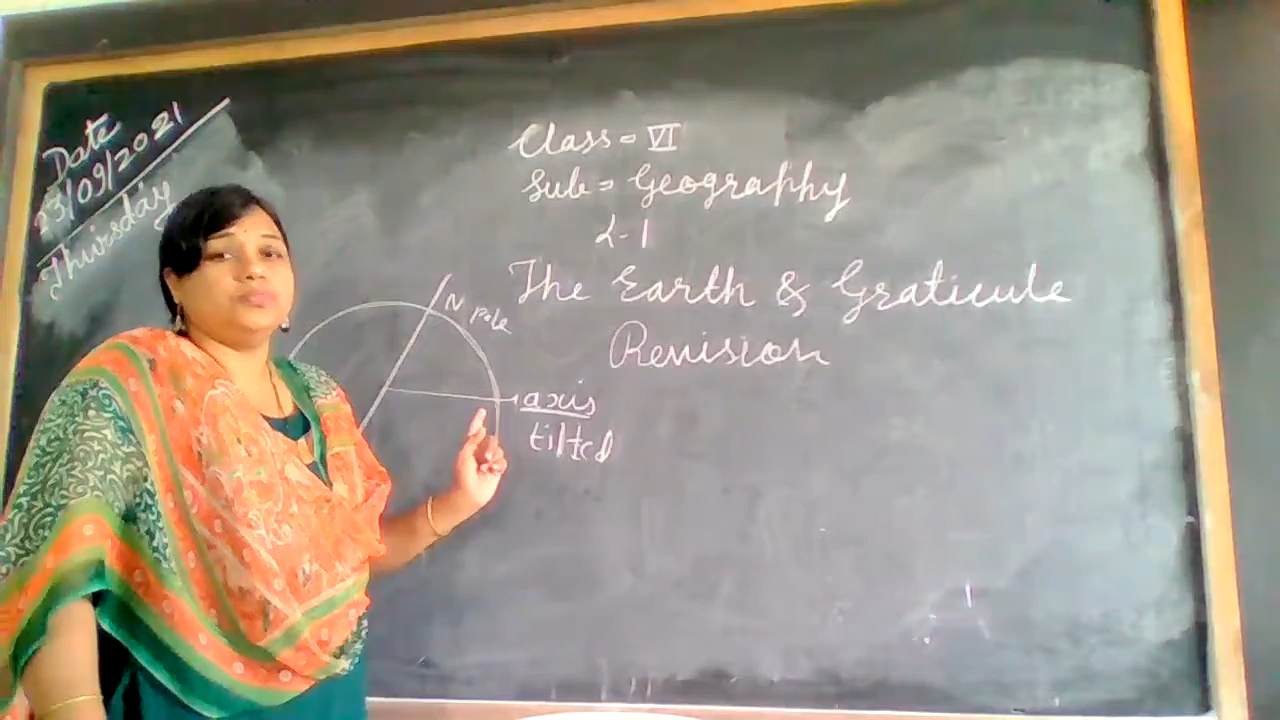 Date
23/09/2021
Thursday
Class = VI
Sub = Geography
L-1
The Earth & Graticule
Revision
N Pole
axis
tilted